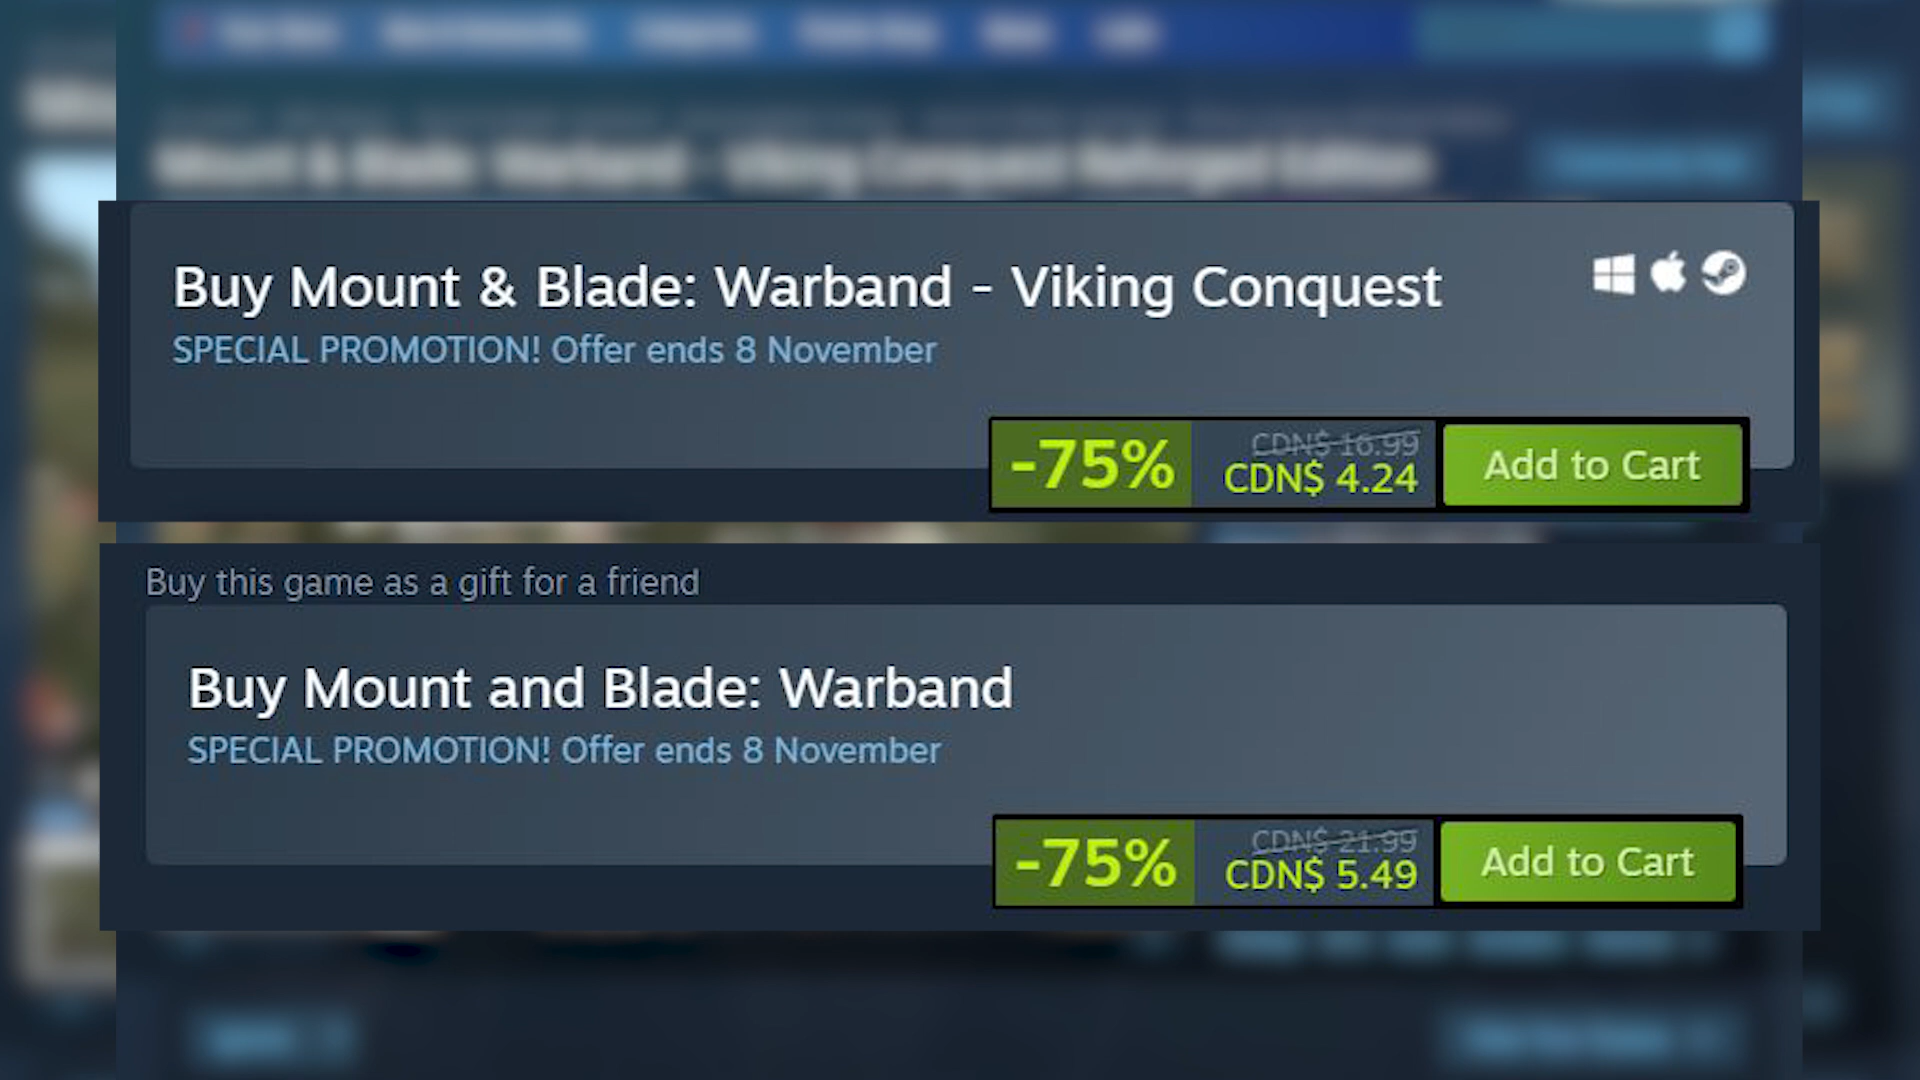 Buy Mount & Blade: Warband - Viking Conquest
SPECIAL PROMOTION! Offer ends 8 November
-75%
CDN$ 16.99
CDN$ 4.24
Add to Cart
Buy this game as a gift for a friend
Buy Mount and Blade: Warband
SPECIAL PROMOTION! Offer ends 8 November
-75%
CDN$ 21.99
CDN$ 5.49
Add to Cart